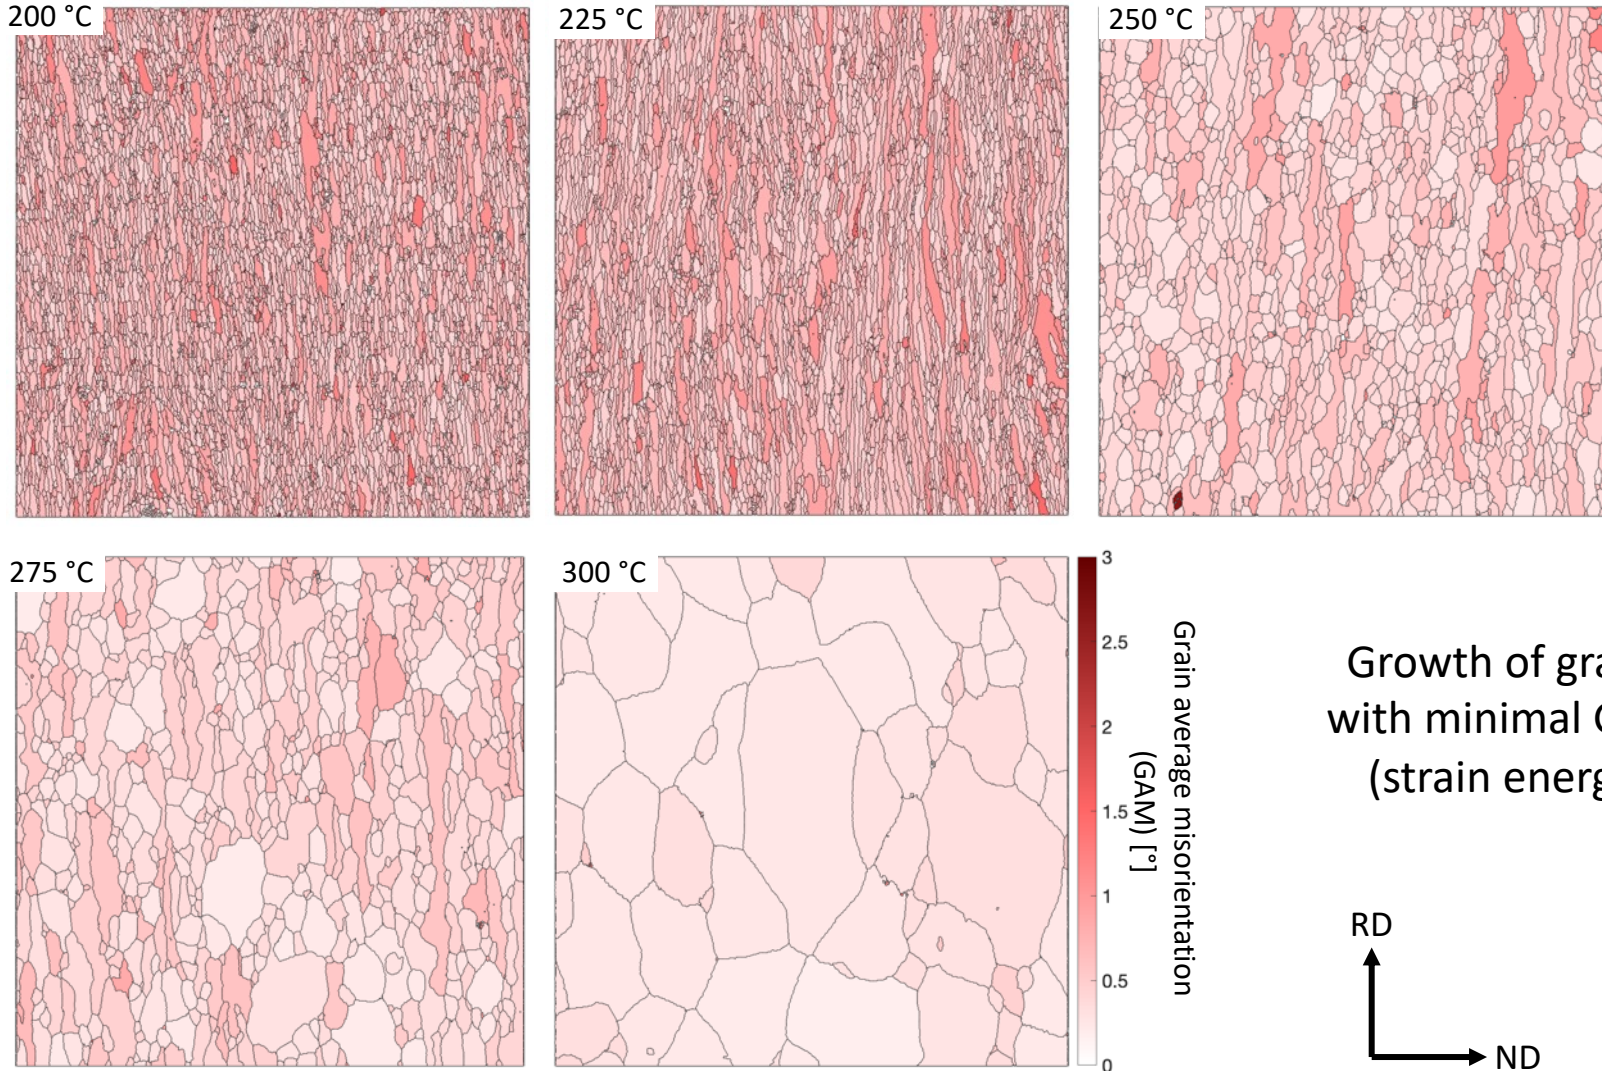 200 °C
225 °C
250 °C
275 °C
300 °C
3
2.5
2
1.5
1
0.5
0
Grain average misorientation
(GAM) [°]
Growth of gra
with minimal
(strain energ
RD
ND